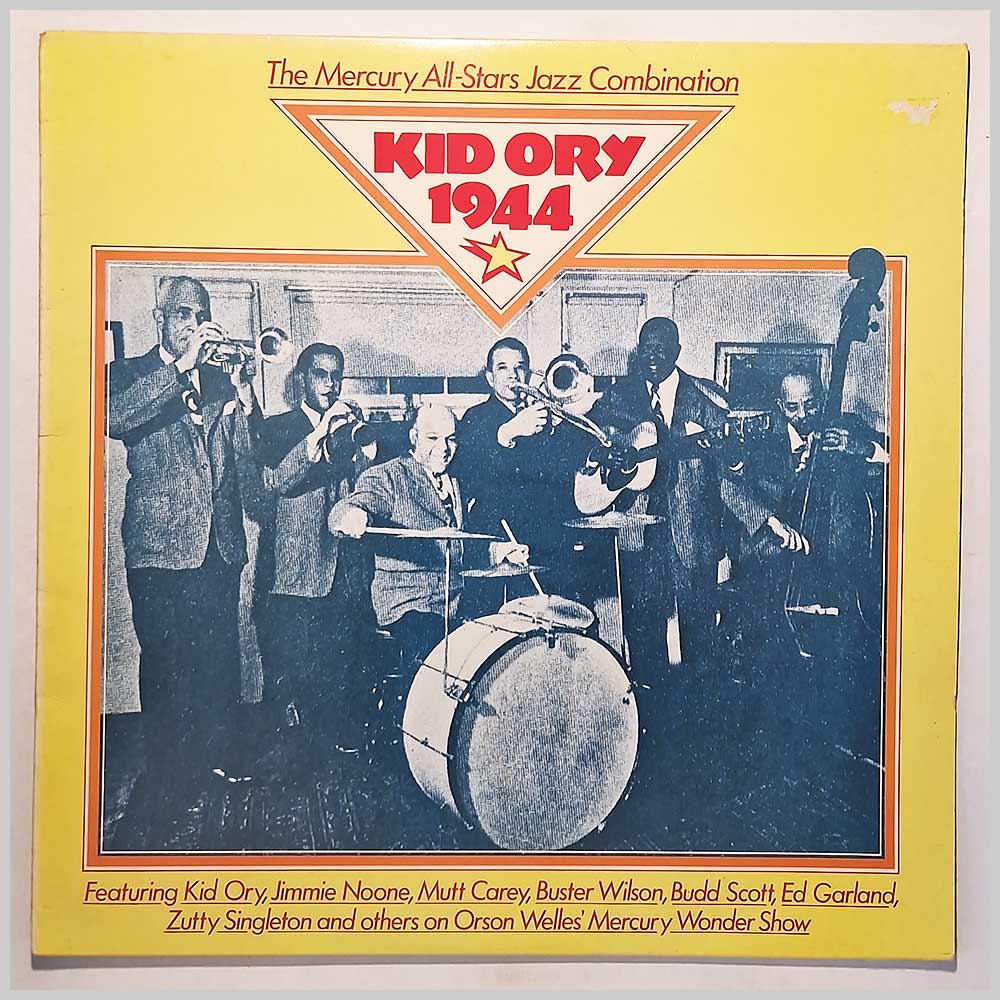 The Mercury All-Stars Jazz Combination
KID ORY
1944
Featuring Kid Ory, Jimmie Noone, Mutt Carey, Buster Wilson, Budd Scott, Ed Garland,
Zutty Singleton and others on Orson Welles' Mercury Wonder Show